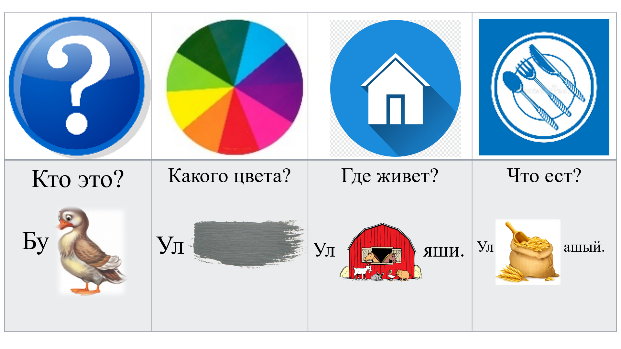 ?
Кто это?
Какого цвета?
Где живет?
Что ест?
Бу
Ул
Ул яши.
Ул ашый.